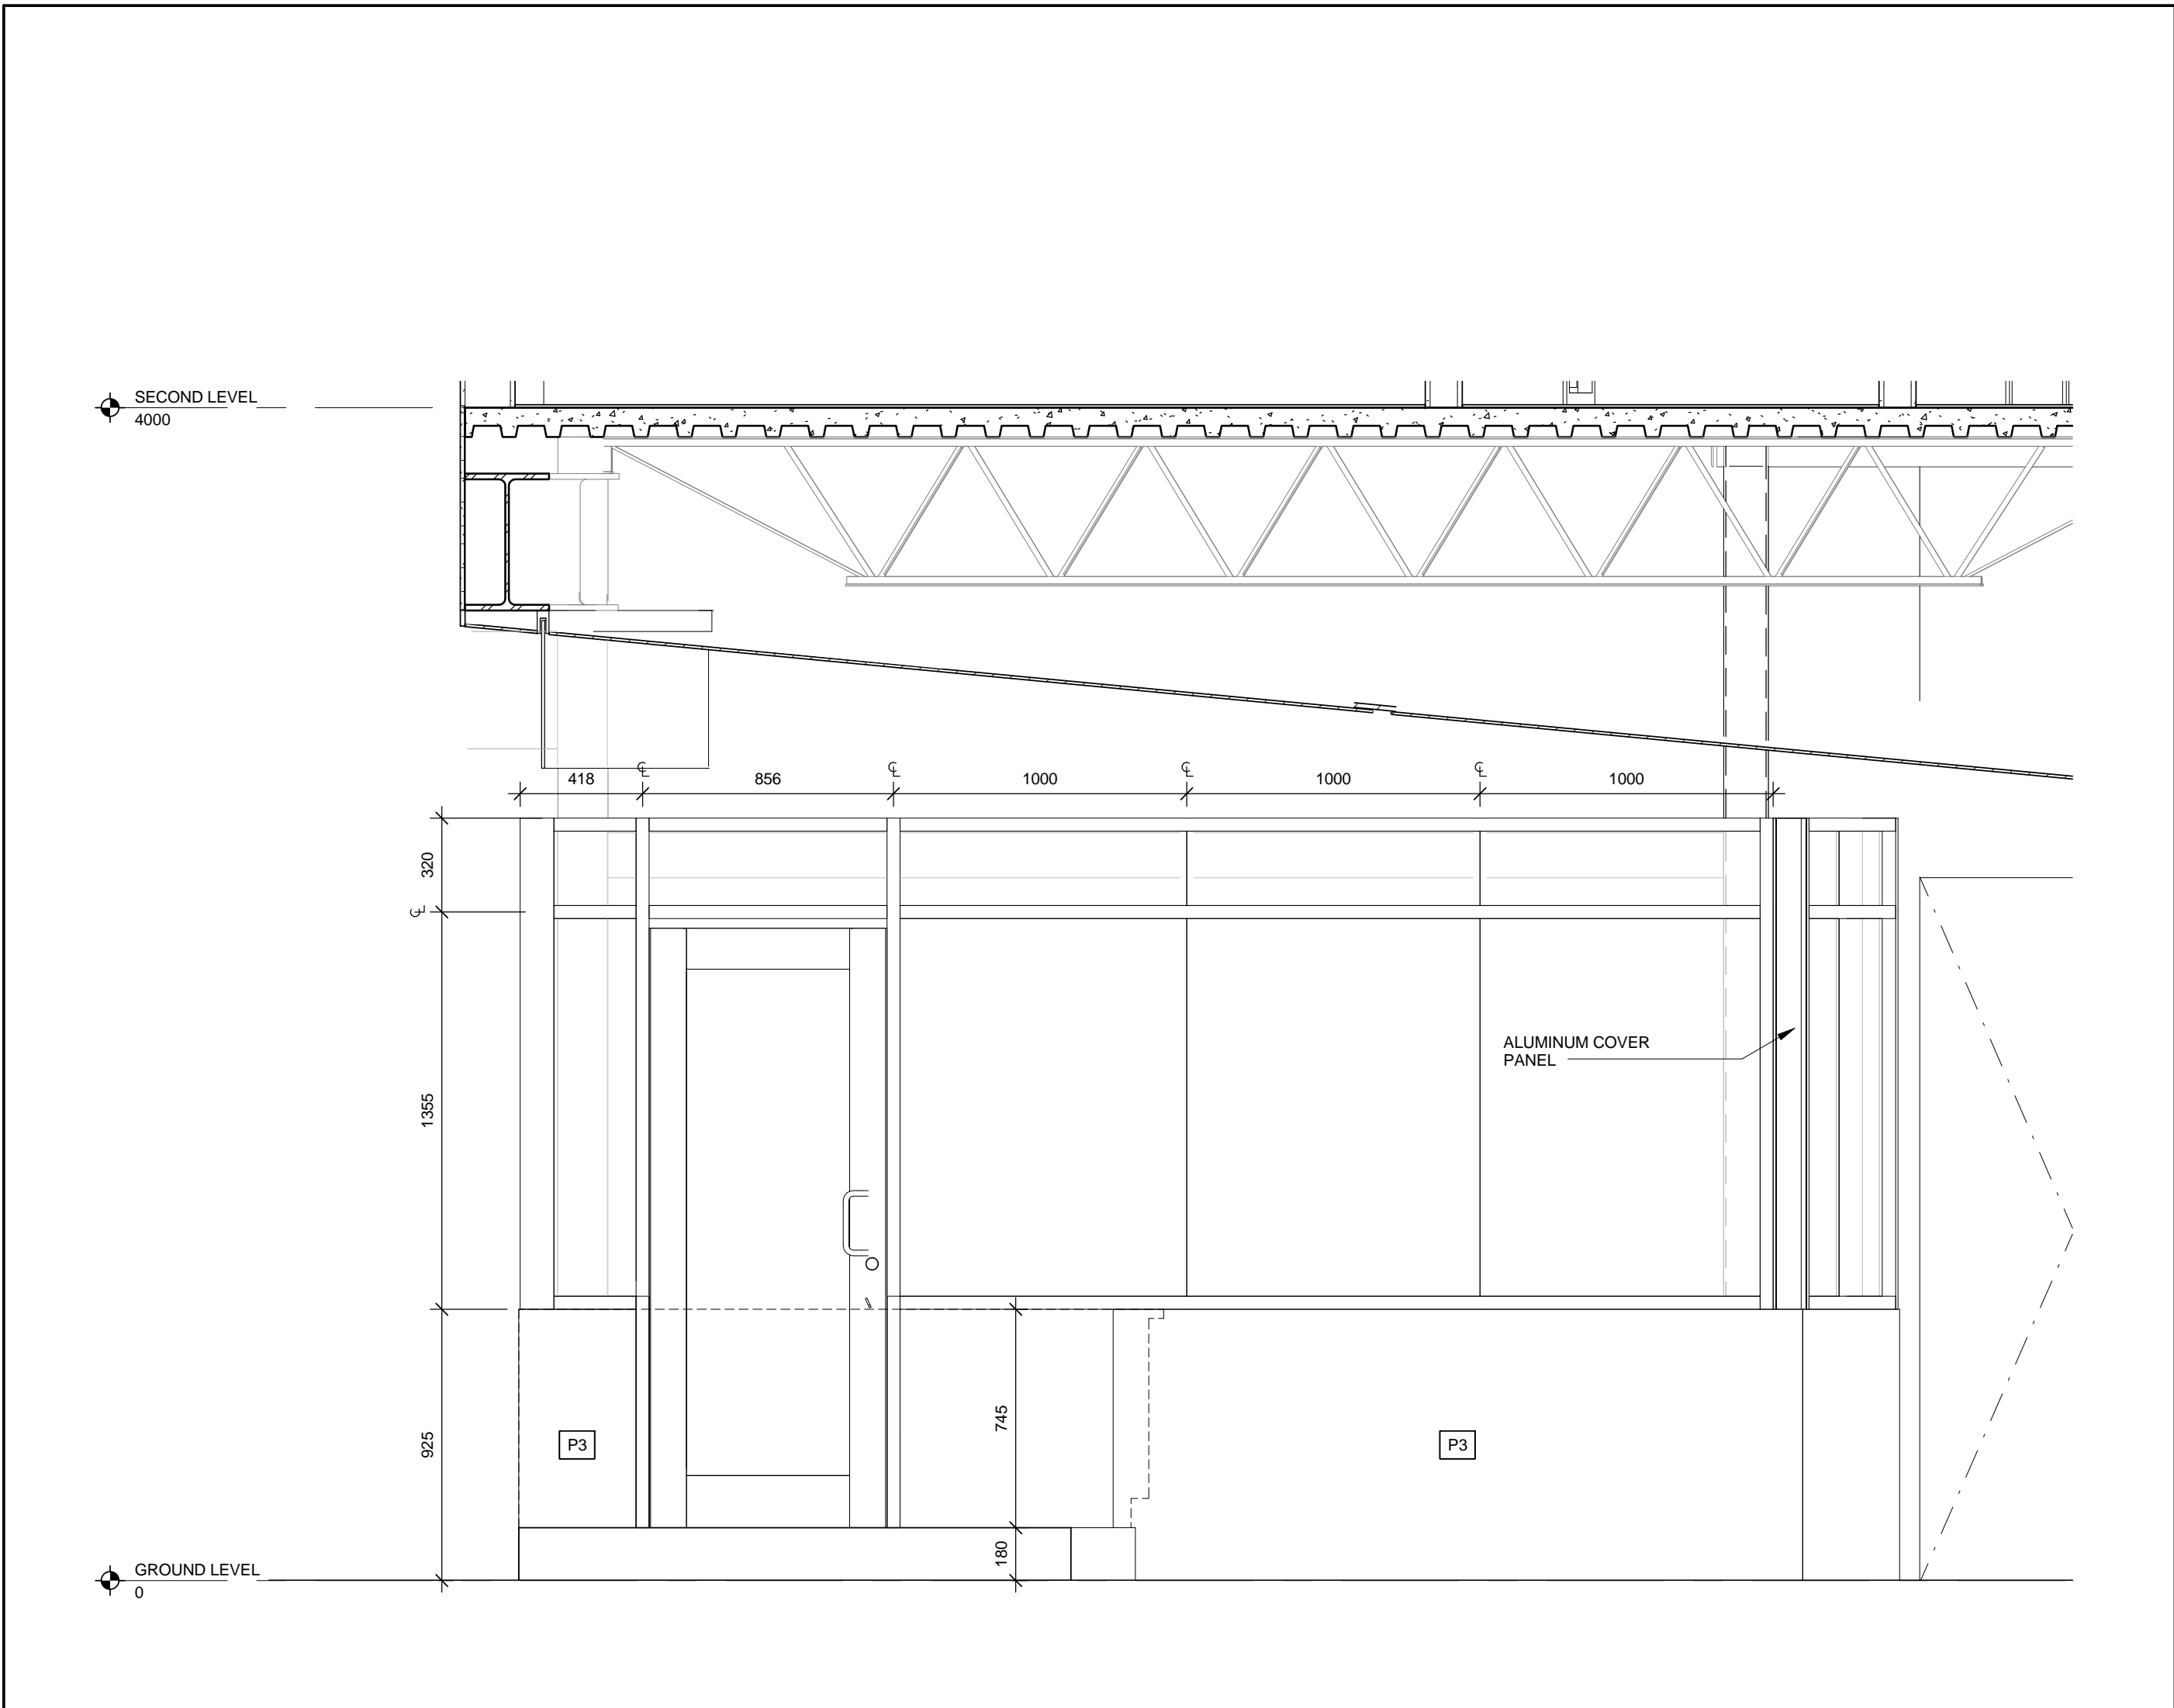 SECOND LEVEL
4000
418
856
1000
1000
1000
320
1355
ALUMINUM COVER
PANEL
925
745
P3
P3
180
GROUND LEVEL
0